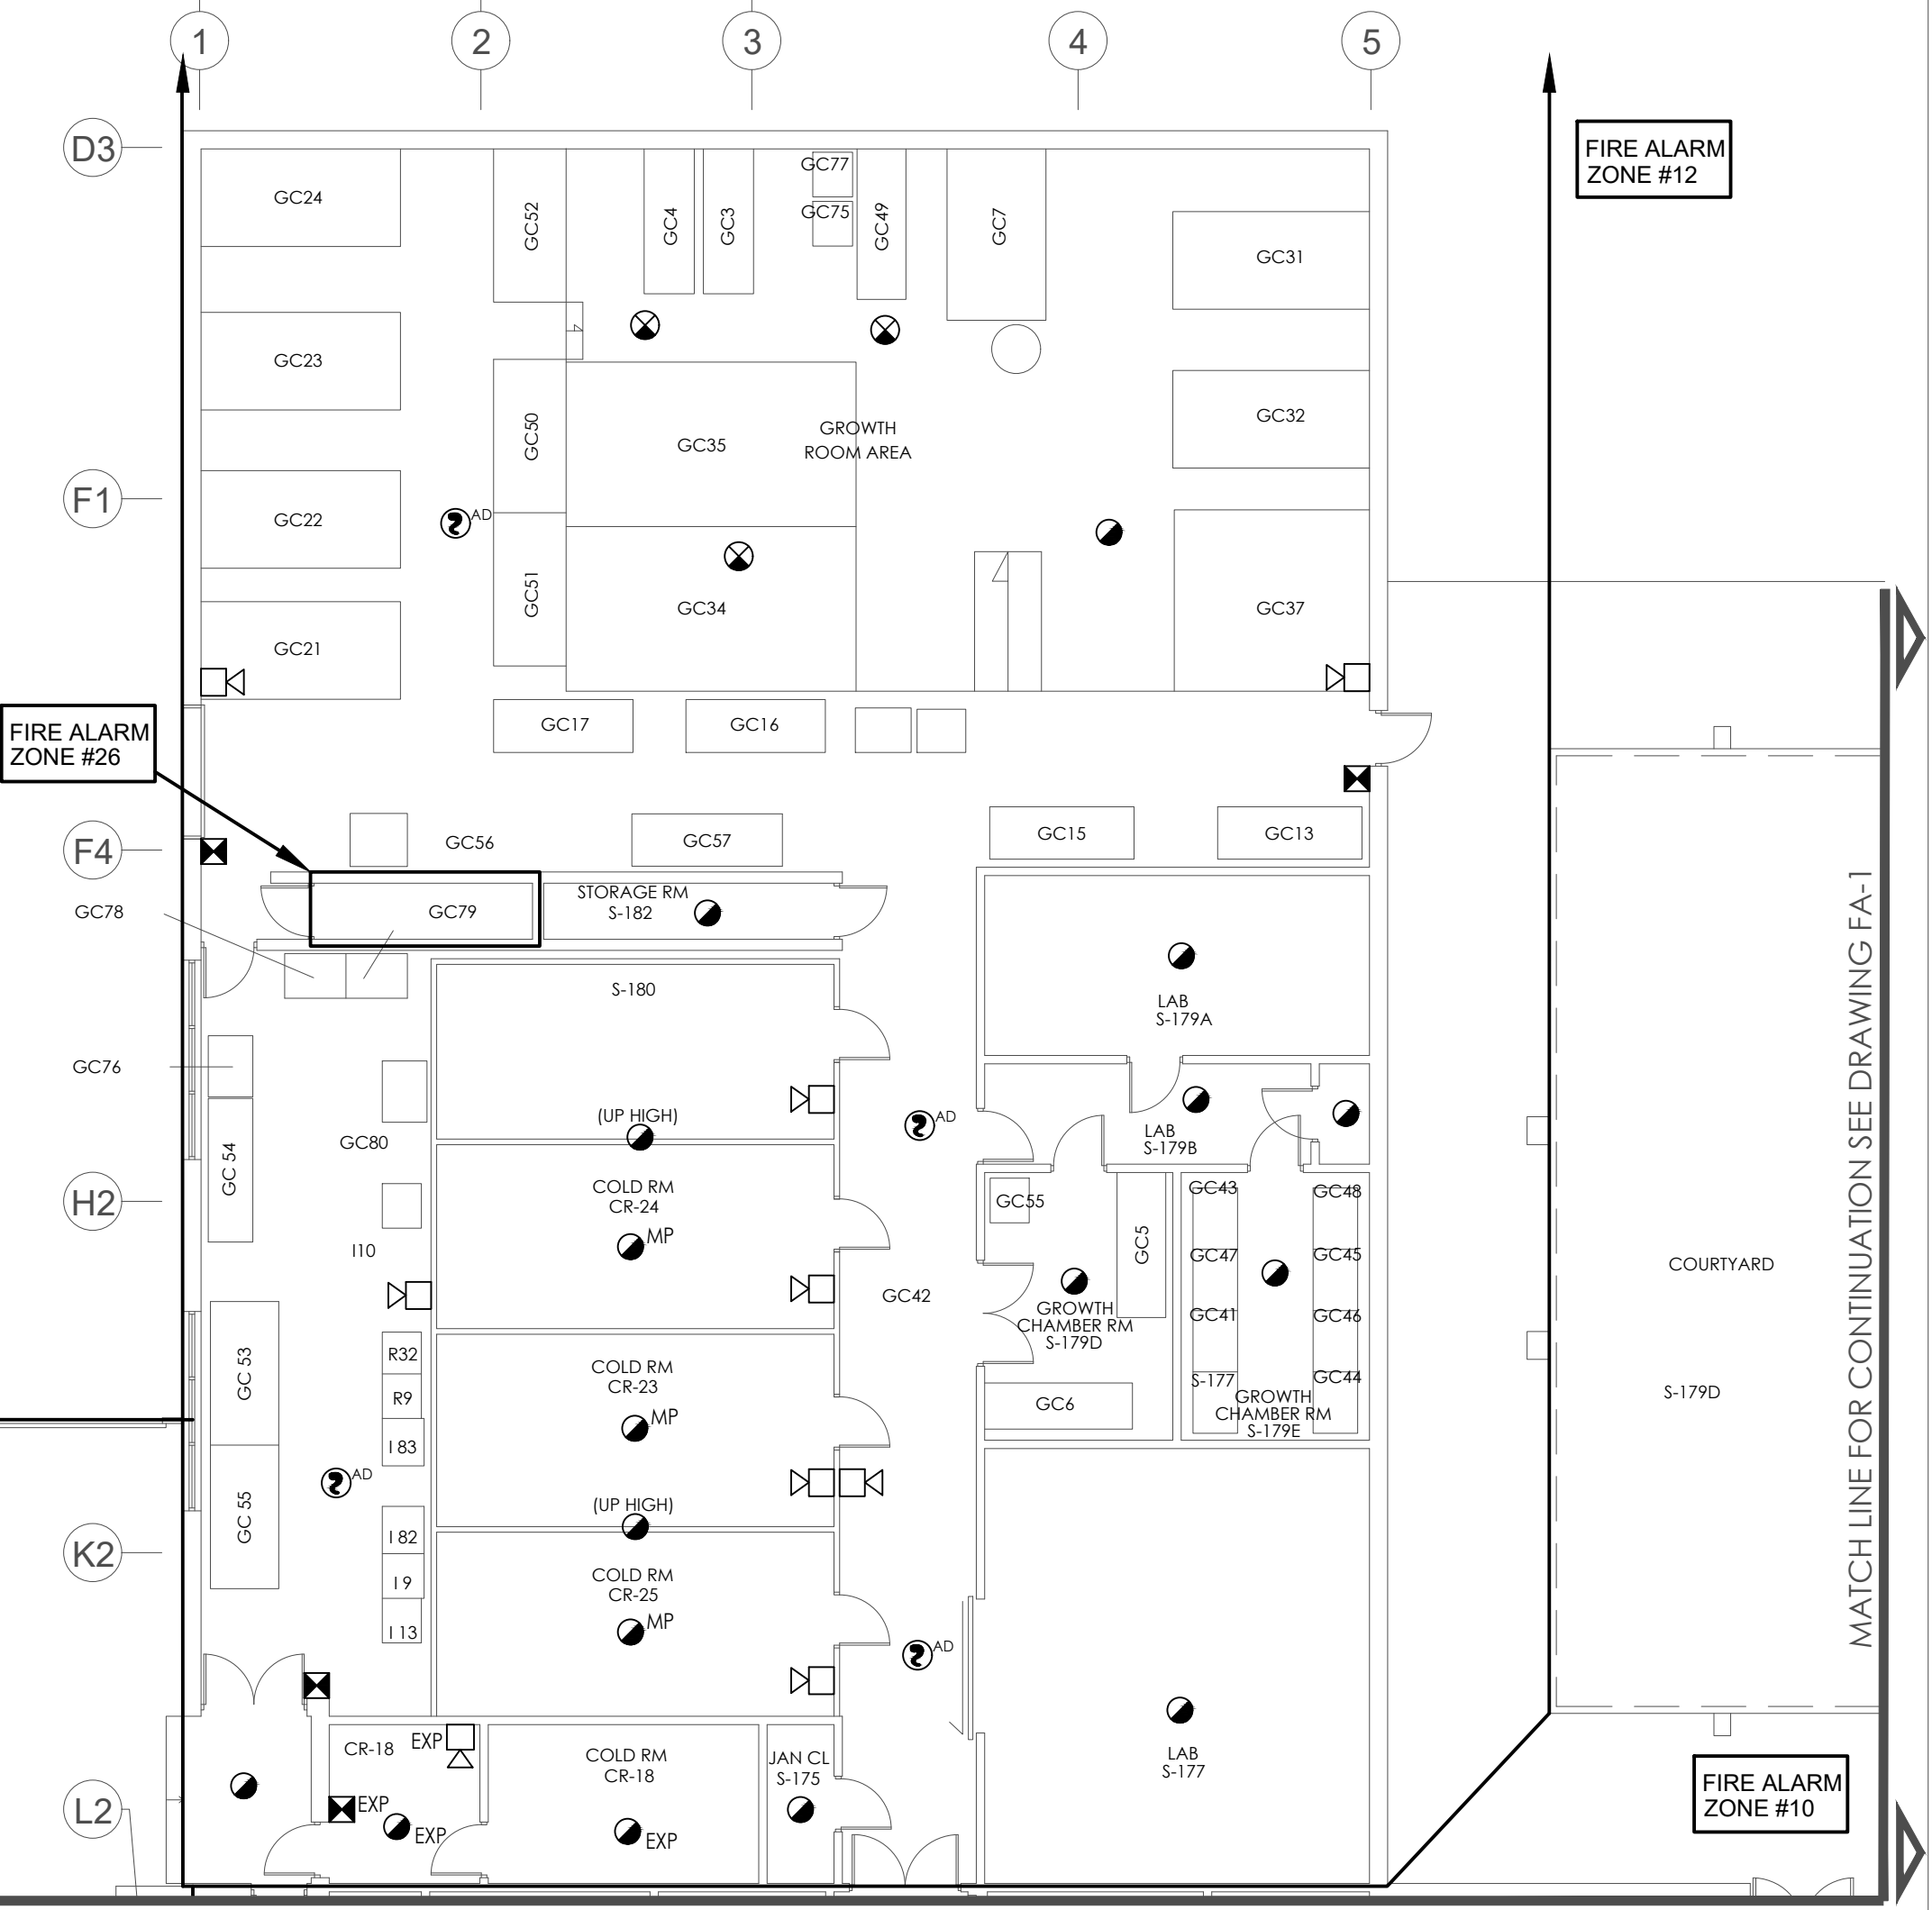 1
2
3
4
5
D3
FIRE ALARM
ZONE #12
GC24
GC52
GC4
GC3
GC77
GC75
GC49
GC7
GC31
GC23
GC50
GC35
GROWTH
ROOM AREA
GC32
F1
GC22
AD
GC51
GC34
GC37
GC21
FIRE ALARM
ZONE #26
GC17
GC16
F4
GC56
GC57
GC15
GC13
GC78
GC79
STORAGE RM
S-182
S-180
LAB
S-179A
MATCH LINE FOR CONTINUATION SEE DRAWING FA-1
GC76
GC 54
GC80
(UP HIGH)
AD
LAB
S-179B
H2
COLD RM
CR-24
MP
I10
GC42
GC55
GC5
GROWTH
CHAMBER RM
S-179D
GC43
GC47
GC41
S-177
GC48
GC45
GC46
GC44
GROWTH
CHAMBER RM
S-179E
COURTYARD
S-179D
GC 53
R32
R9
I 83
COLD RM
CR-23
MP
GC6
AD
GC 55
(UP HIGH)
K2
I 82
I 9
I 13
COLD RM
CR-25
MP
AD
CR-18
EXP
EXP
EXP
COLD RM
CR-18
EXP
JAN CL
S-175
LAB
S-177
L2
FIRE ALARM
ZONE #10